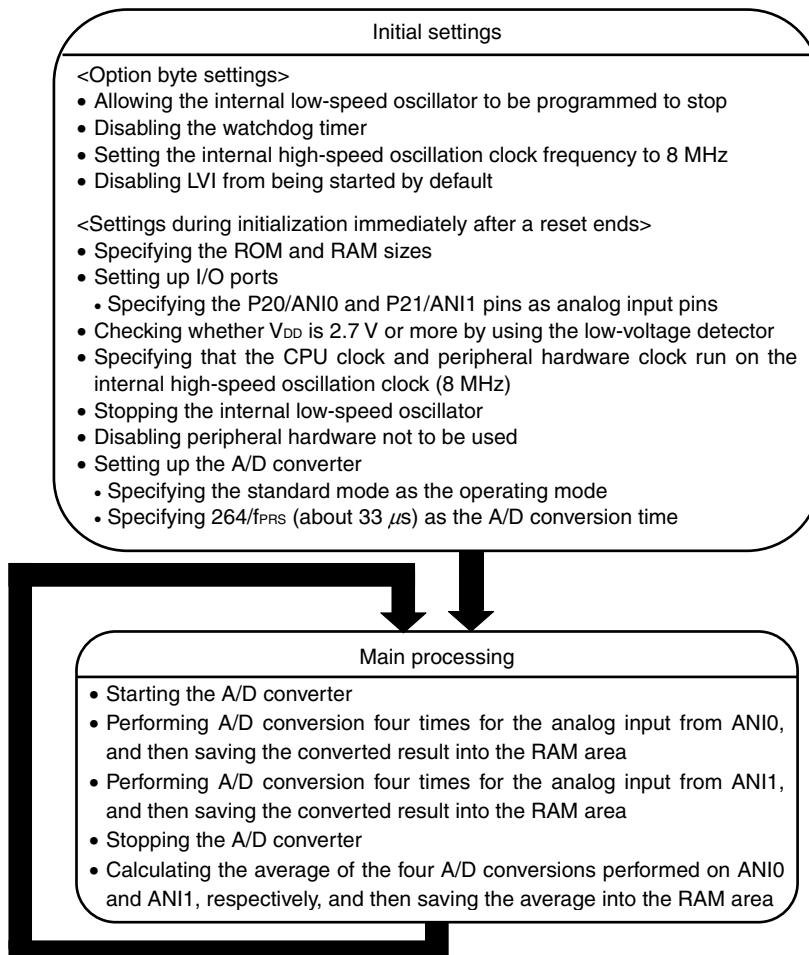 Initial settings
<Option byte settings>
• Allowing the internal low-speed oscillator to be programmed to stop
• Disabling the watchdog timer
• Setting the internal high-speed oscillation clock frequency to 8 MHz
• Disabling LVI from being started by default
<Settings during initialization immediately after a reset ends>
• Specifying the ROM and RAM sizes
• Setting up I/O ports
• Specifying the P20/ANI0 and P21/ANI1 pins as analog input pins
• Checking whether VDD is 2.7 V or more by using the low-voltage detector
• Specifying that the CPU clock and peripheral hardware clock run on the
internal high-speed oscillation clock (8 MHz)
• Stopping the internal low-speed oscillator
• Disabling peripheral hardware not to be used
• Setting up the A/D converter
• Specifying the standard mode as the operating mode
• Specifying 264/fPRS (about 33 μs) as the A/D conversion time
Main processing
• Starting the A/D converter
• Performing A/D conversion four times for the analog input from ANI0,
and then saving the converted result into the RAM area
• Performing A/D conversion four times for the analog input from ANI1,
and then saving the converted result into the RAM area
• Stopping the A/D converter
• Calculating the average of the four A/D conversions performed on ANI0
and ANI1, respectively, and then saving the average into the RAM area